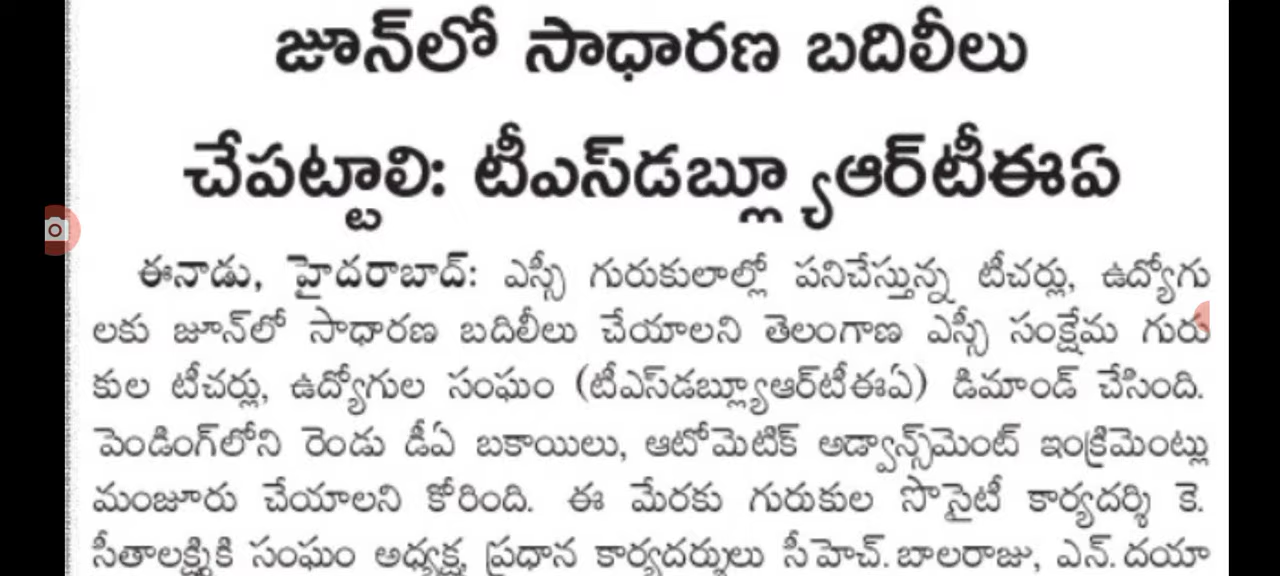 జూన్‌లో సాధారణ బదిలీలు
చేపట్టాలి: టీఎస్‌డబ్ల్యూఆర్‌టీఈఏ
ఈనాడు, హైదరాబాద్: ఎస్సీ గురుకులాల్లో పనిచేస్తున్న టీచర్లు, ఉద్యోగు
లకు జూన్‌లో సాధారణ బదిలీలు చేయాలని తెలంగాణ ఎస్సీ సంక్షేమ గురు
కుల టీచర్లు, ఉద్యోగుల సంఘం (టీఎస్‌డబ్ల్యూఆర్‌టీఈఏ) డిమాండ్ చేసింది.
పెండింగ్‌లోని రెండు డీఏ బకాయిలు, ఆటోమెటిక్ అడ్వాన్స్‌మెంట్ ఇంక్రిమెంట్లు
మంజూరు చేయాలని కోరింది. ఈ మేరకు గురుకుల సొసైటీ కార్యదర్శి కె.
సీతాలక్ష్మికి సంఘం అధ్యక్ష, ప్రధాన కార్యదర్శులు సీహెచ్.బాలరాజు, ఎన్.దయా